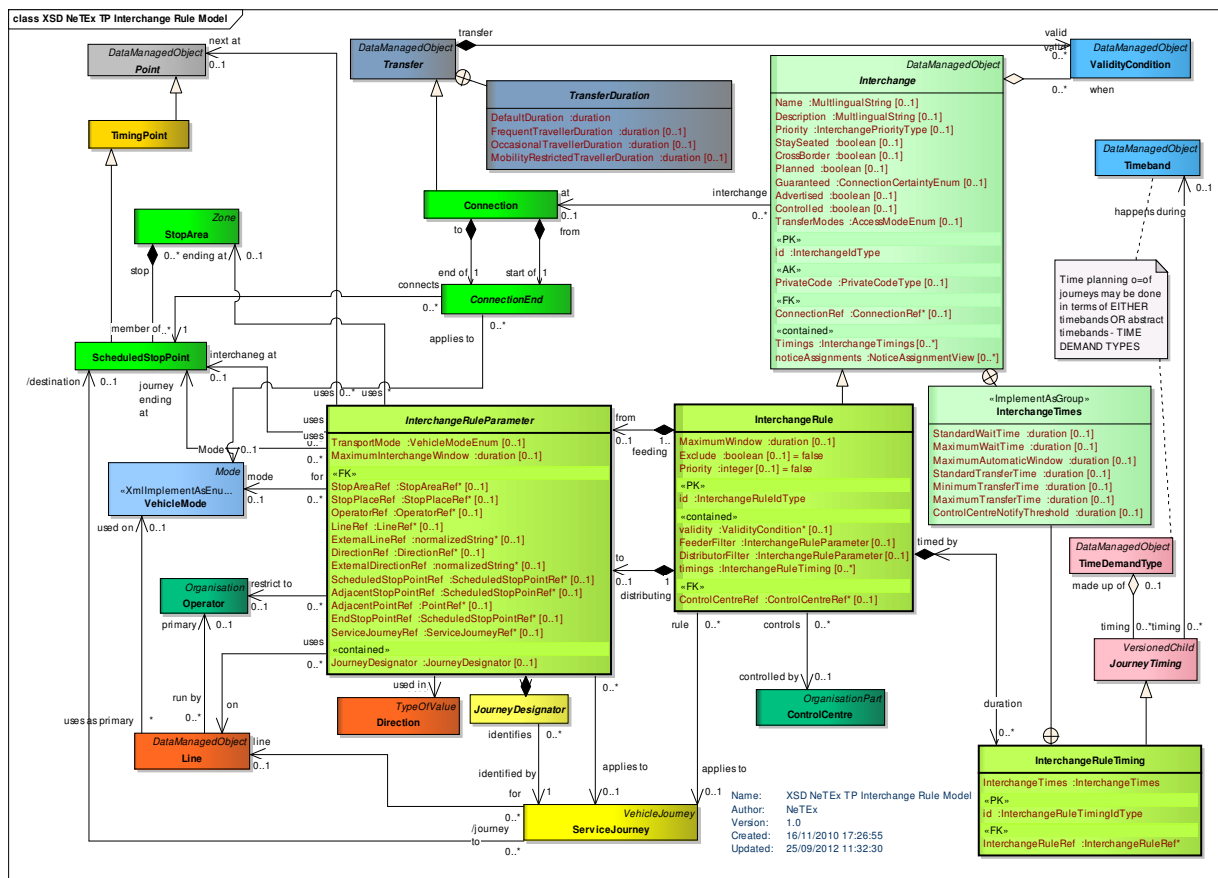 class XSD NeTEx TP Interchange Rule Model
DataManagedObject
Point
next at
0..1
TimingPoint
Zone
StopArea
0..* ending at
0..1
stop
member of..*
1
ScheduledStopPoint
/destination
0..1
journey
ending
at
interchaneg at
0..1
DataManagedObject
Transfer
transfer
TransferDuration
DefaultDuration :duration
FrequentTravellerDuration :duration [0..1]
OccasionalTravellerDuration :duration [0..1]
MobilityRestrictedTravellerDuration :duration [0..1]
Connection
at
0..1
interchange
0..*
to
from
end of
1
start of
1
connects
0..*
ConnectionEnd
applies to
0..*
DataManagedObject
Interchange
Name :MultlingualString [0..1]
Description :MultlingualString [0..1]
Priority :InterchangePriorityType [0..1]
StaySeated :boolean [0..1]
CrossBorder :boolean [0..1]
Planned :boolean [0..1]
Guaranteed :ConnectionCertaintyEnum [0..1]
Advertised :boolean [0..1]
Controlled :boolean [0..1]
TransferModes :AccessModeEnum [0..1]
«PK»
id :InterchangeIdType
«AK»
PrivateCode :PrivateCodeType [0..1]
«FK»
ConnectionRef :ConnectionRef* [0..1]
«contained»
Timings :InterchangeTimings [0..*]
noticeAssignments :NoticeAssignmentView [0..*]
valid
valid
0..*
DataManagedObject
ValidityCondition
0..*
when
DataManagedObject
Timeband
0..1
happens during
Time planning o=of
journeys may be done
in terms of EITHER
timebands OR abstract
timebands - TIME
DEMAND TYPES
«ImplementAsGroup»
InterchangeTimes
StandardWaitTime :duration [0..1]
MaximumWaitTime :duration [0..1]
MaximumAutomaticWindow :duration [0..1]
StandardTransferTime :duration [0..1]
MinimumTransferTime :duration [0..1]
MaximumTransferTime :duration [0..1]
ControlCentreNotifyThreshold :duration [0..1]
uses
0..*
uses
*
uses
uses
0..*
0..*
InterchangeRuleParameter
TransportMode :VehicleModeEnum [0..1]
MaximumInterchangeWindow :duration [0..1]
«FK»
StopAreaRef :StopAreaRef* [0..1]
StopPlaceRef :StopPlaceRef* [0..1]
OperatorRef :OperatorRef* [0..1]
LineRef :LineRef* [0..1]
ExternalLineRef :normalizedString* [0..1]
DirectionRef :DirectionRef* [0..1]
ExternalDirectionRef :normalizedString* [0..1]
ScheduledStopPointRef :ScheduledStopPointRef* [0..1]
AdjacentStopPointRef :ScheduledStopPoinRef* [0..1]
AdjacentPointRef :PointRef* [0..1]
EndStopPointRef :ScheduledStopPointRef* [0..1]
ServiceJourneyRef :ServiceJourneyRef* [0..1]
«contained»
JourneyDesignator :JourneyDesignator [0..1]
from
0..1
1..
feeding
to
0..1
1
distributing
InterchangeRule
MaximumWindow :duration [0..1]
Exclude :boolean [0..1] = false
Priority :integer [0..1] = false
«PK»
id :InterchangeRuleIdType
«contained»
validity :ValidityCondition* [0..1]
FeederFilter :InterchangeRuleParameter [0..1]
DistributorFilter :InterchangeRuleParameter [0..1]
timings :InterchangeRuleTiming [0..*]
«FK»
ControlCentreRef :ControlCentreRef* [0..1]
timed by
1
Mode
0..1
for
0..*
mode
0..1
Mode
«XmlImplementAsEnu...
VehicleMode
used on
0..1
Organisation
Operator
restrict to
0..1
0..*
primary
0..1
uses
0..*
run by
0..*
on
uses as primary
*
DataManagedObject
Line
line
0..1
used in
TypeOfValue
Direction
JourneyDesignator
identifies
identified by
1
for
0..*
0..*
applies to
0..1
rule
0..*
applies to
0..1
controls
0..*
controlled by
0..1
OrganisationPart
ControlCentre
/journey
to
0..*
VehicleJourney
ServiceJourney
DataManagedObject
TimeDemandType
made up of
0..1
timing
0..*
timing
0..*
VersionedChild
JourneyTiming
duration
0..*
InterchangeRuleTiming
InterchangeTimes :InterchangeTimes
«PK»
id :InterchangeRuleTimingIdType
«FK»
InterchangeRuleRef :InterchangeRuleRef*
Name: XSD NeTEx TP Interchange Rule Model
Author: NeTEx
Version: 1.0
Created: 16/11/2010 17:26:55
Updated: 25/09/2012 11:32:30